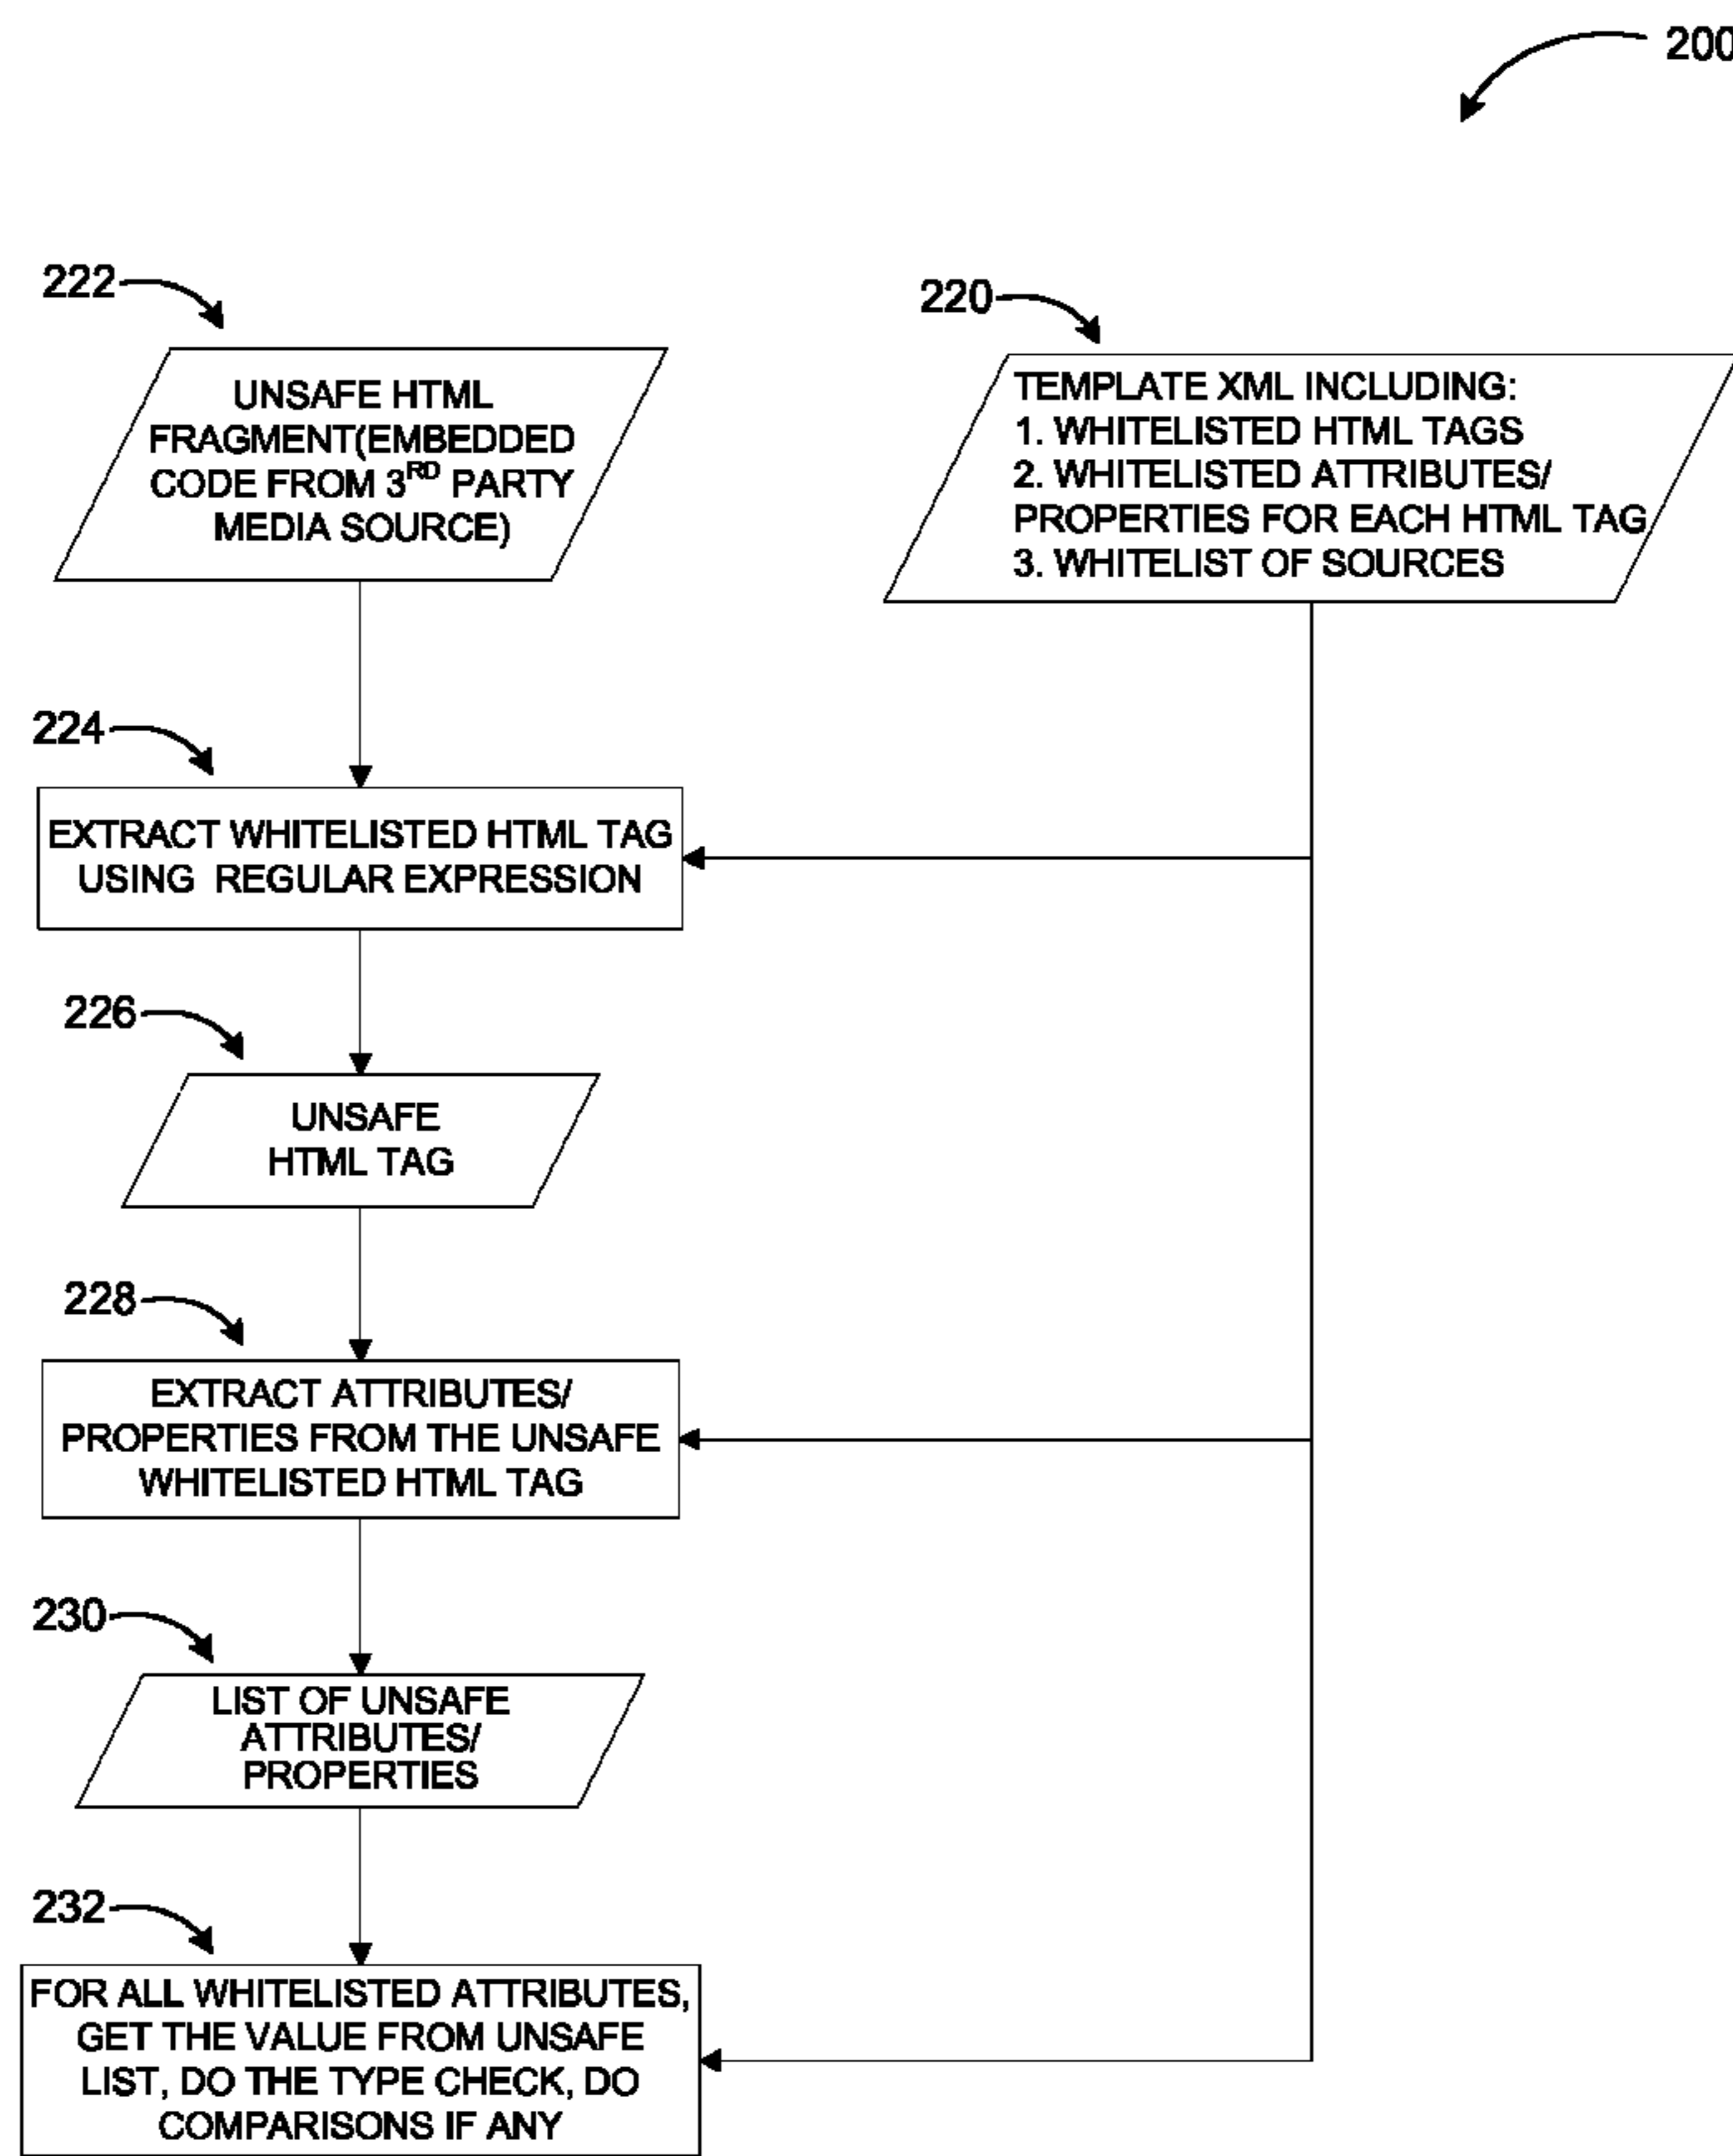 200
222
UNSAFE HTML
FRAGMENT(EMBEDDED
CODE FROM 3RD PARTY
MEDIA SOURCE)
220
TEMPLATE XML INCLUDING:
1. WHITELISTED HTML TAGS
2. WHITELISTED ATTRIBUTES/
PROPERTIES FOR EACH HTML TAG
3. WHITELIST OF SOURCES
224
EXTRACT WHITELISTED HTML TAG
USING REGULAR EXPRESSION
226
UNSAFE
HTML TAG
228
EXTRACT ATTRIBUTES/
PROPERTIES FROM THE UNSAFE
WHITELISTED HTML TAG
230
LIST OF UNSAFE
ATTRIBUTES/
PROPERTIES
232
FOR ALL WHITELISTED ATTRIBUTES,
GET THE VALUE FROM UNSAFE
LIST, DO THE TYPE CHECK, DO
COMPARISONS IF ANY